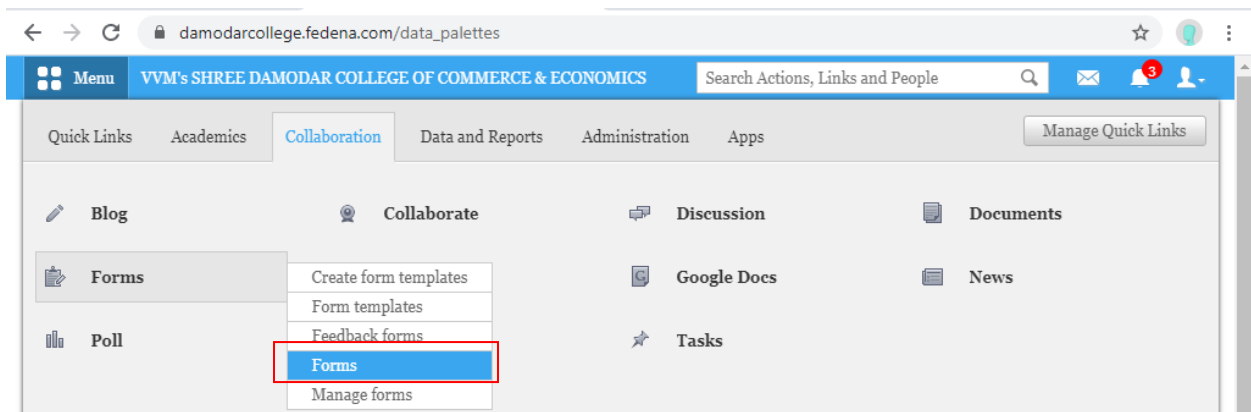 damodarcollege.fedena.com/data_palettes
Menu VVM's SHREE DAMODAR COLLEGE OF COMMERCE & ECONOMICS Search Actions, Links and People 3
Quick Links Academics Collaboration Data and Reports Administration Apps Manage Quick Links
Blog Collaborate Discussion Documents
Forms Create form templates G Google Docs News
Form templates
Poll Feedback forms Tasks
Forms
Manage forms